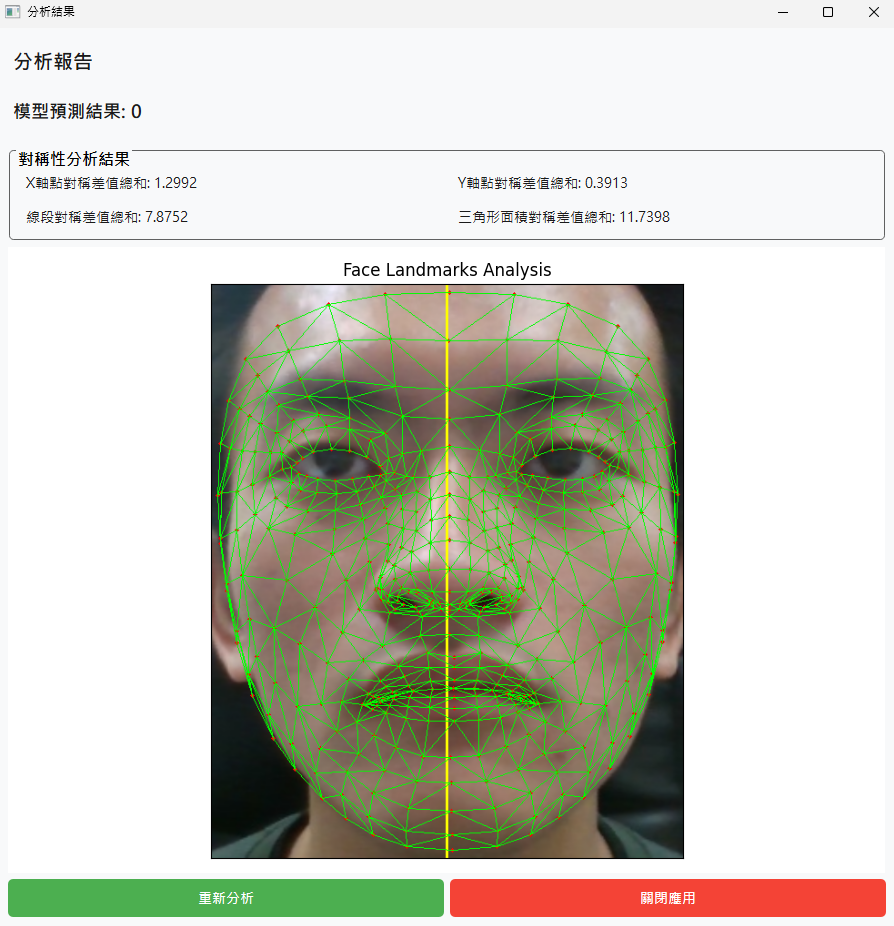 分析結果
分析報告
模型預測結果: 0
對稱性分析結果
X軸點對稱差值總和: 1.2992
Y軸點對稱差值總和: 0.3913
線段對稱差值總和: 7.8752
三角形面積對稱差值總和: 11.7398
Face Landmarks Analysis
重新分析
關閉應用